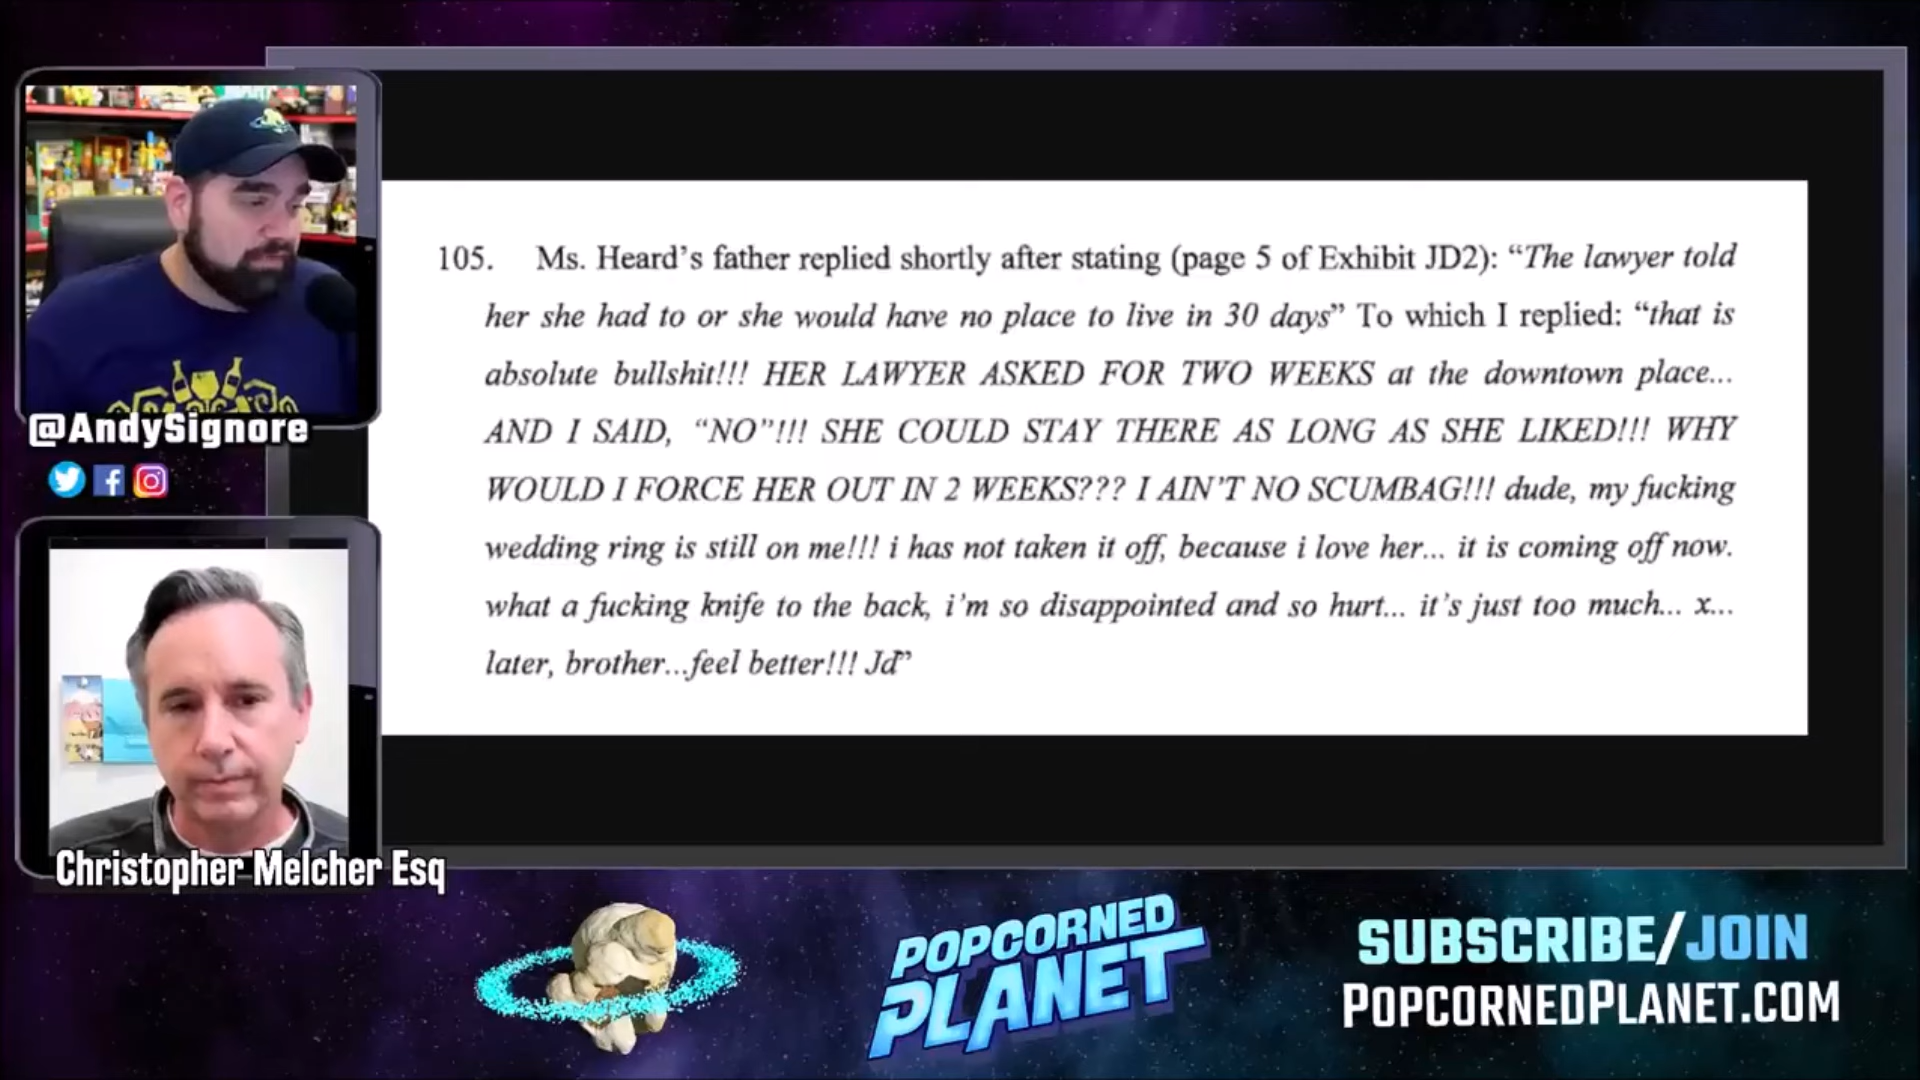 105. Ms. Heard's father replied shortly after stating (page 5 of Exhibit JD2): “The lawyer told
her she had to or she would have no place to live in 30 days” To which I replied: “that is
absolute bullshit!!! HER LAWYER ASKED FOR TWO WEEKS at the downtown place...
AND I SAID, “NO”!!! SHE COULD STAY THERE AS LONG AS SHE LIKED!!! WHY
WOULD I FORCE HER OUT IN 2 WEEKS??? I AIN'T NO SCUMBAG!!! dude, my fucking
wedding ring is still on me!!! i has not taken it off, because i love her... it is coming off now.
what a fucking knife to the back, i'm so disappointed and so hurt... it's just too much... x...
later, brother...feel better!!! Jd”
@AndySignore
Christopher Melcher Esq
POPCORNED
PLANET
SUBSCRIBE/JOIN
POPCORNEDPLANET.COM